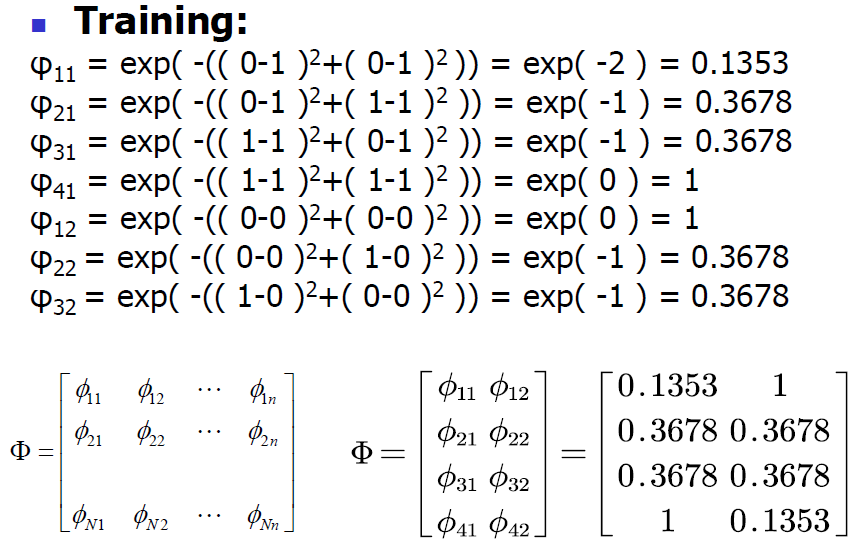 ■ Training:
φ₁₁ = exp( -(( 0-1 )²+( 0-1 )² )) = exp( -2 ) = 0.1353
φ₂₁ = exp( -(( 0-1 )²+( 1-1 )² )) = exp( -1 ) = 0.3678
φ₃₁ = exp( -(( 1-1 )²+( 0-1 )² )) = exp( -1 ) = 0.3678
φ₄₁ = exp( -(( 1-1 )²+( 1-1 )² )) = exp( 0 ) = 1
φ₁₂ = exp( -(( 0-0 )²+( 0-0 )² )) = exp( 0 ) = 1
φ₂₂ = exp( -(( 0-0 )²+( 1-0 )² )) = exp( -1 ) = 0.3678
φ₃₂ = exp( -(( 1-0 )²+( 0-0 )² )) = exp( -1 ) = 0.3678
Φ =
ϕ₁₁ ϕ₁₂ ⋯ ϕ₁ₙ
ϕ₂₁ ϕ₂₂ ⋯ ϕ₂ₙ
ϕ_N1 ϕ_N2 ⋯ ϕ_Nn
Φ =
ϕ₁₁ ϕ₁₂
ϕ₂₁ ϕ₂₂
ϕ₃₁ ϕ₃₂
ϕ₄₁ ϕ₄₂
=
0.1353 1
0.3678 0.3678
0.3678 0.3678
1 0.1353